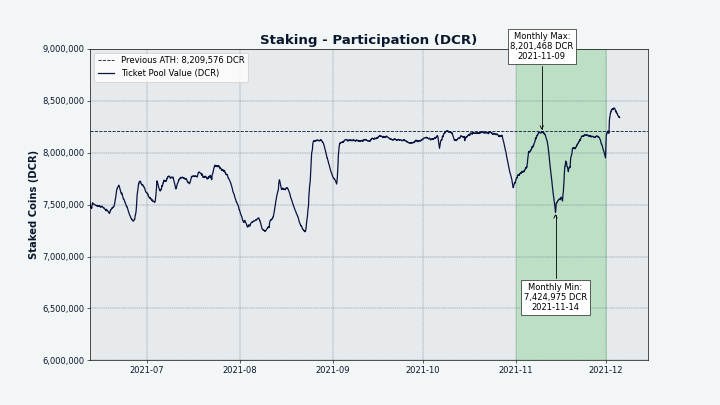 Staking - Participation (DCR)
Monthly Max:
8,201,468 DCR
2021-11-09
Previous ATH: 8,209,576 DCR
Ticket Pool Value (DCR)
Staked Coins (DCR)
9,000,000
8,500,000
8,000,000
7,500,000
7,000,000
6,500,000
6,000,000
Monthly Min:
7,424,975 DCR
2021-11-14
2021-07
2021-08
2021-09
2021-10
2021-11
2021-12